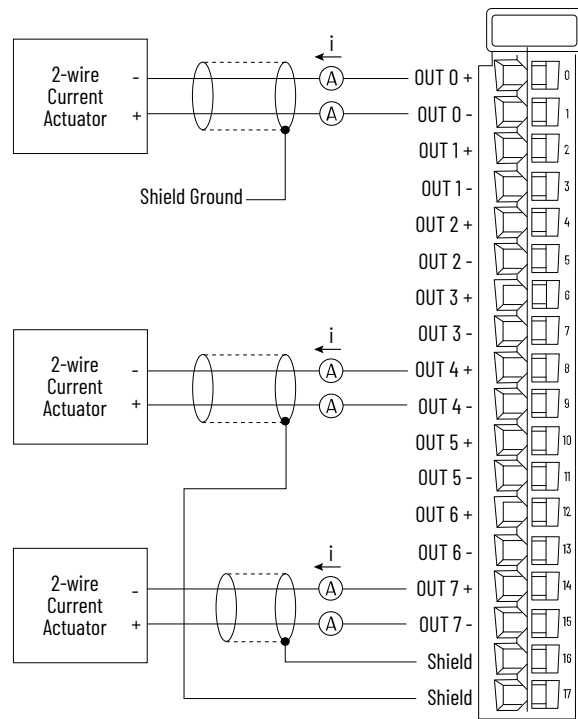 2-wire
Current
Actuator
-
+
i
A
A
Shield Ground
2-wire
Current
Actuator
-
+
i
A
A
2-wire
Current
Actuator
-
+
i
A
A
OUT 0 +
OUT 0 -
OUT 1 +
OUT 1 -
OUT 2 +
OUT 2 -
OUT 3 +
OUT 3 -
OUT 4 +
OUT 4 -
OUT 5 +
OUT 5 -
OUT 6 +
OUT 6 -
OUT 7 +
OUT 7 -
Shield
Shield
0
1
2
3
4
5
6
7
8
9
10
11
12
13
14
15
16
17